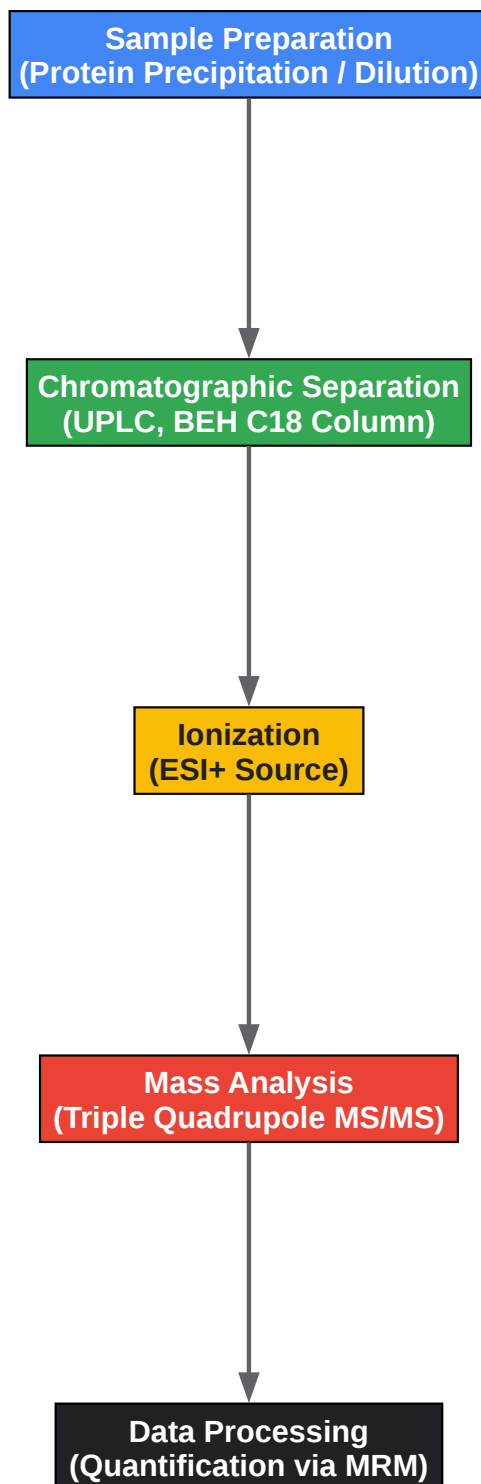 Sample Preparation
(Protein Precipitation / Dilution)
Chromatographic Separation
(UPLC, BEH C18 Column)
Ionization
(ESI+ Source)
Mass Analysis
(Triple Quadrupole MS/MS)
Data Processing
(Quantification via MRM)